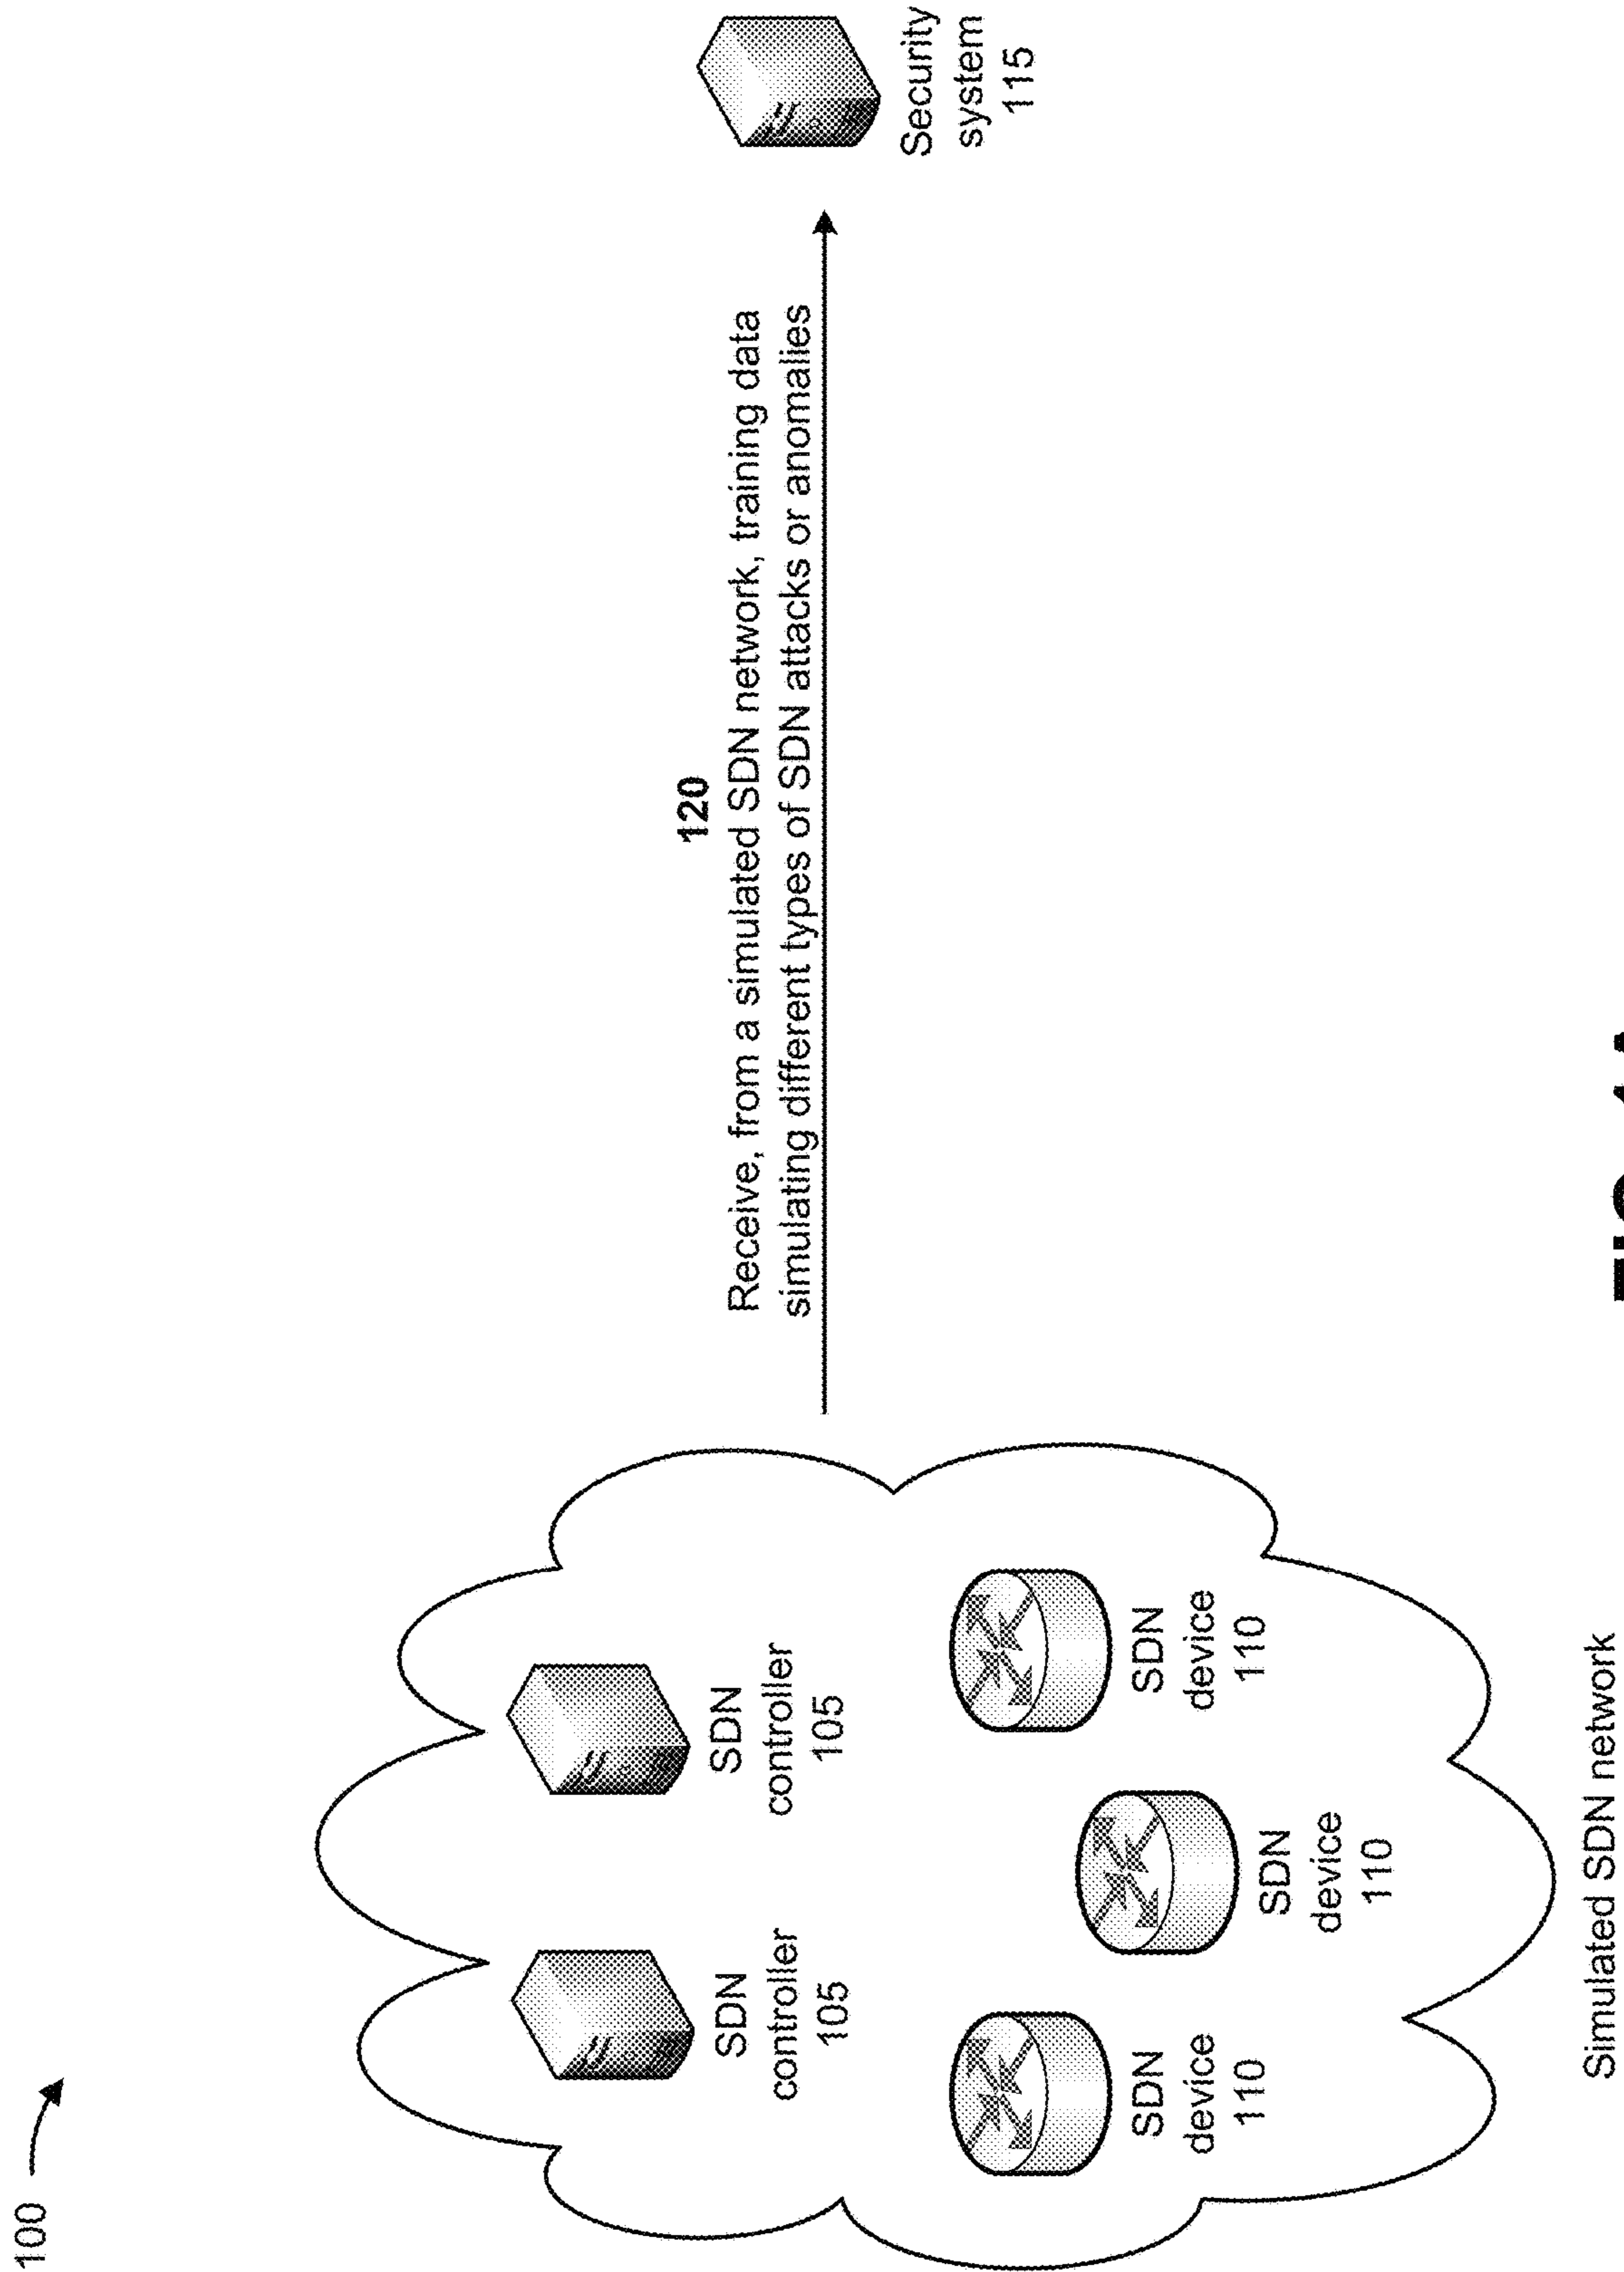 100
120
Receive, from a simulated SDN network, training data
simulating different types of SDN attacks or anomalies
Security
system
115
SDN
controller
105
SDN
controller
105
SDN
device
110
SDN
device
110
SDN
device
110
Simulated SDN network